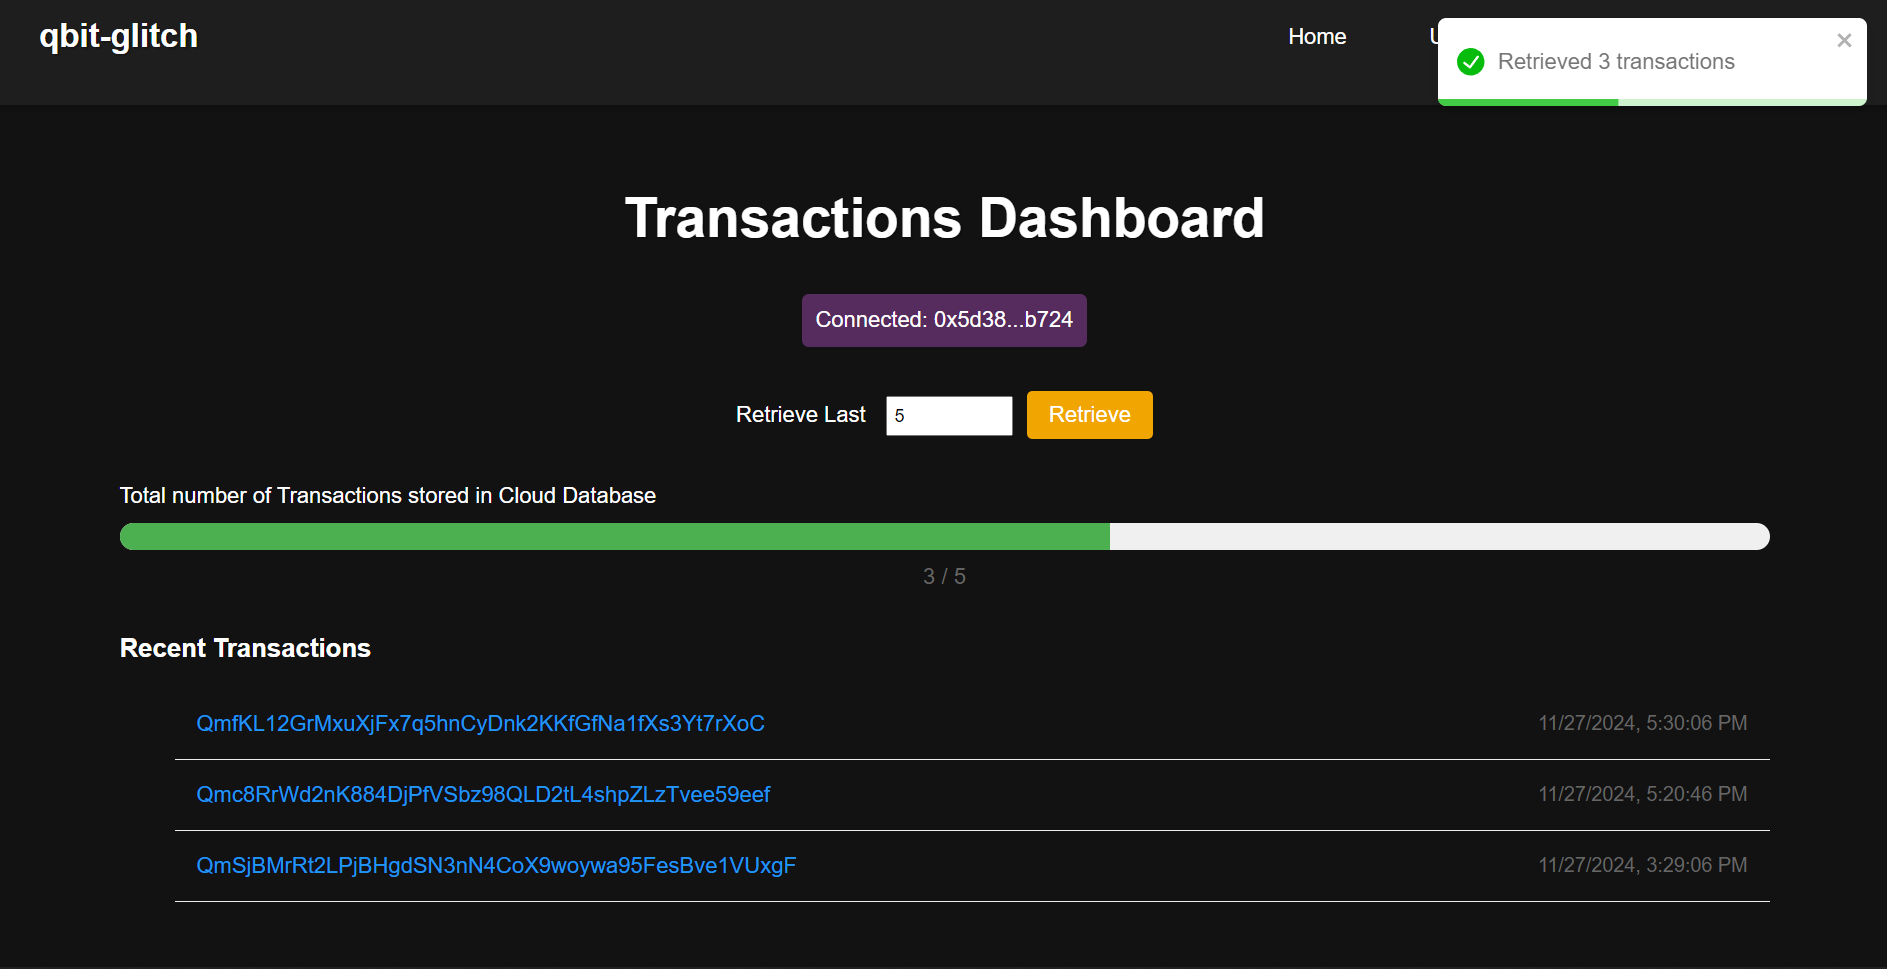 qbit-glitch
Home
Retrieved 3 transactions
Transactions Dashboard
Connected: 0x5d38...b724
Retrieve Last 5 Retrieve
Total number of Transactions stored in Cloud Database
3 / 5
Recent Transactions
QmfKL12GrMxuXjFx7q5hnCyDnk2KKfGfNa1fXs3Yt7rXoC 11/27/2024, 5:30:06 PM
Qmc8RrWd2nK884DjPfVSbz98QLD2tL4shpZLzTvee59eef 11/27/2024, 5:20:46 PM
QmSjBMrRt2LPjBHgdSN3nN4CoX9woywa95FesBve1VUxgF 11/27/2024, 3:29:06 PM